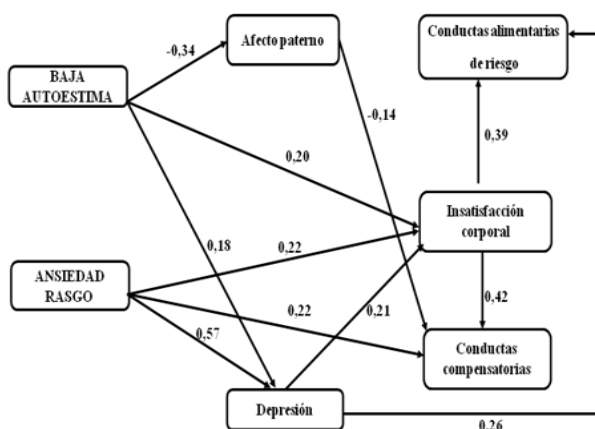 Afecto paterno
Conductas alimentarias
de riesgo
-0,34
BAJA
AUTOESTIMA
-0,14
0,39
0,20
Insatisfacción
corporal
0,18
0,22
ANSIEDAD
RASGO
0,42
0,22
0,21
0,57
Conductas
compensatorias
Depresión
0,26